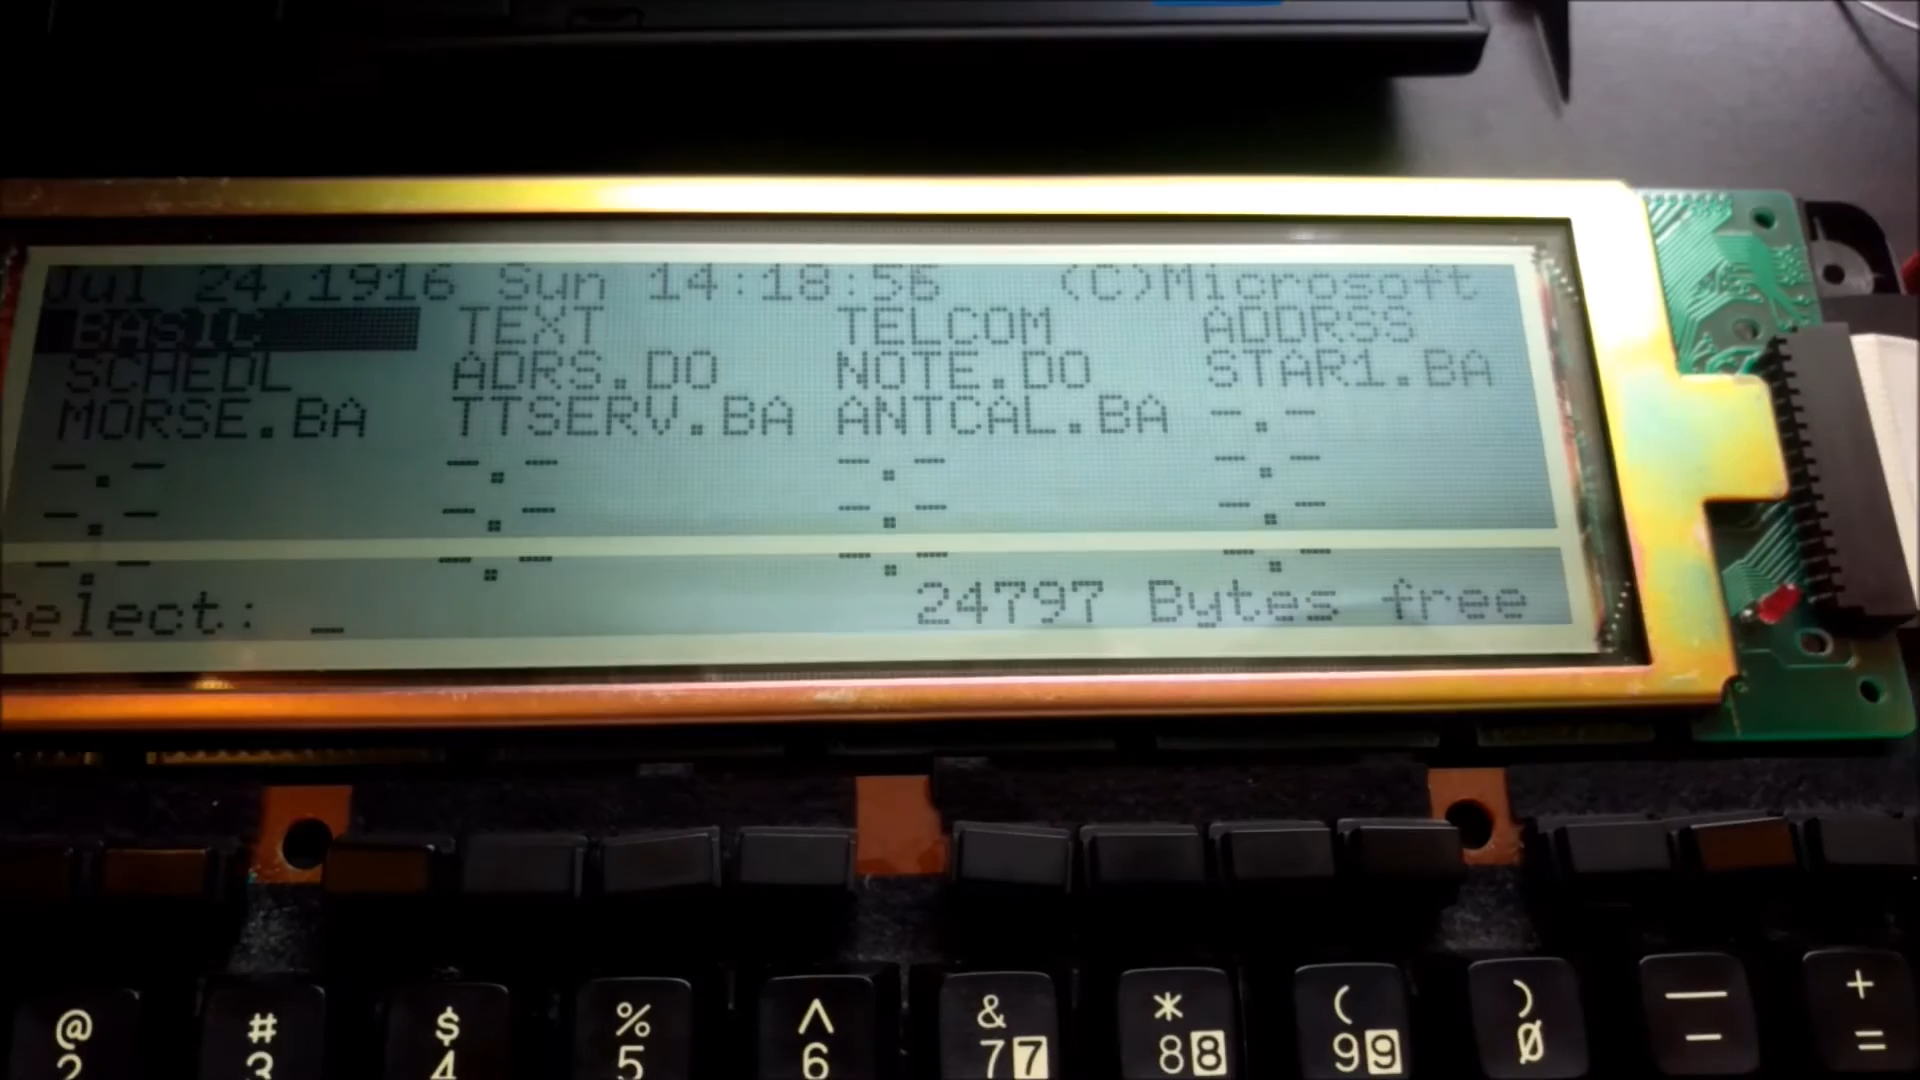 Jul 24,1916 Sun 14:18:56 (C)Microsoft
BASIC TEXT TELCOM ADDRSS
SCHEDL ADRS.DO NOTE.DO STAR1.BA
MORSE.BA TTSERV.BA ANTCAL.BA -.-
-.- -.- -.- -.-
-.- -.- -.- -.-
-.- -.- -.- -.-
Select: _ 24797 Bytes free
@ # $ % ^ & * ( ) — +
2 3 4 5 6 7 7 8 8 9 9 0 - =